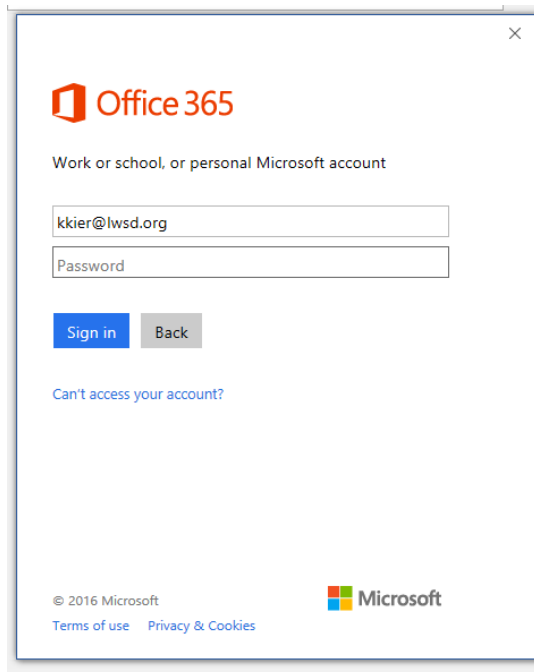 Office 365
Work or school, or personal Microsoft account
kkier@lwsd.org
Password
Sign in Back
Can't access your account?
© 2016 Microsoft
Microsoft
Terms of use Privacy & Cookies